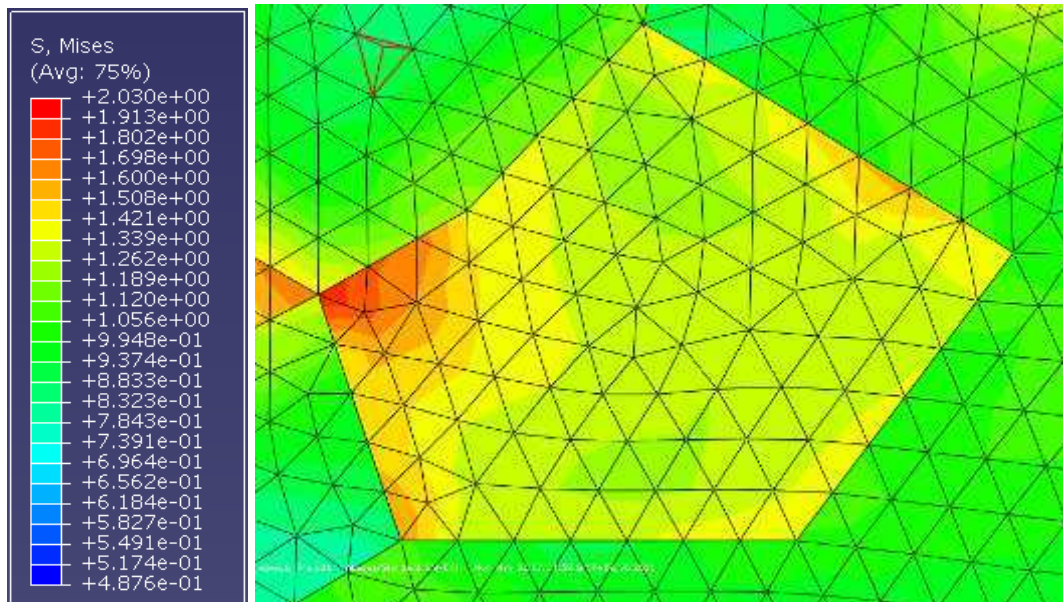 S, Mises
(Avg: 75%)
+2.030e+00
+1.913e+00
+1.802e+00
+1.698e+00
+1.600e+00
+1.508e+00
+1.421e+00
+1.339e+00
+1.262e+00
+1.189e+00
+1.120e+00
+1.056e+00
+9.948e-01
+9.374e-01
+8.833e-01
+8.323e-01
+7.843e-01
+7.391e-01
+6.964e-01
+6.562e-01
+6.184e-01
+5.827e-01
+5.491e-01
+5.174e-01
+4.876e-01